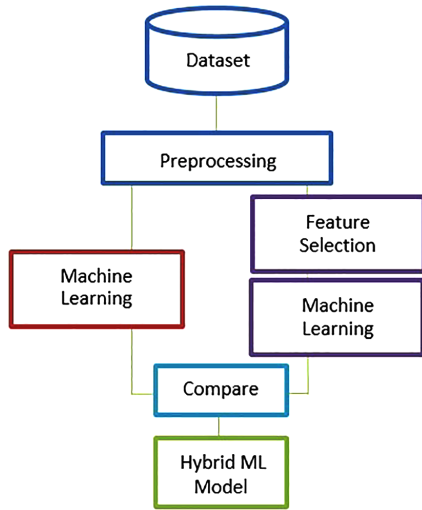 Dataset
Preprocessing
Feature
Selection
Machine
Learning
Machine
Learning
Compare
Hybrid ML
Model